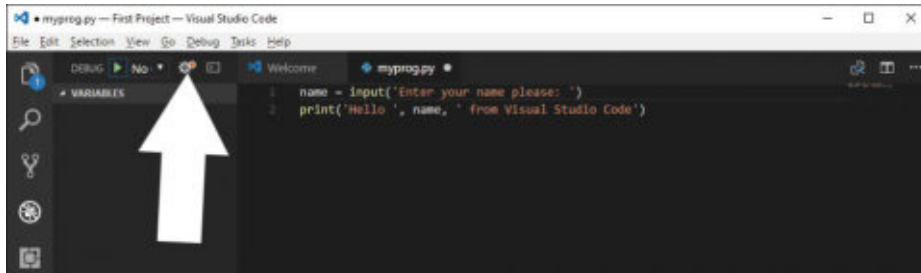 ● myprog.py — First Project — Visual Studio Code
File Edit Selection View Go Debug Tasks Help
DEBUG No
Welcome
myprog.py ●
VARIABLES
1
1 name = input('Enter your name please: ')
2 print('Hello ', name, ' from Visual Studio Code')